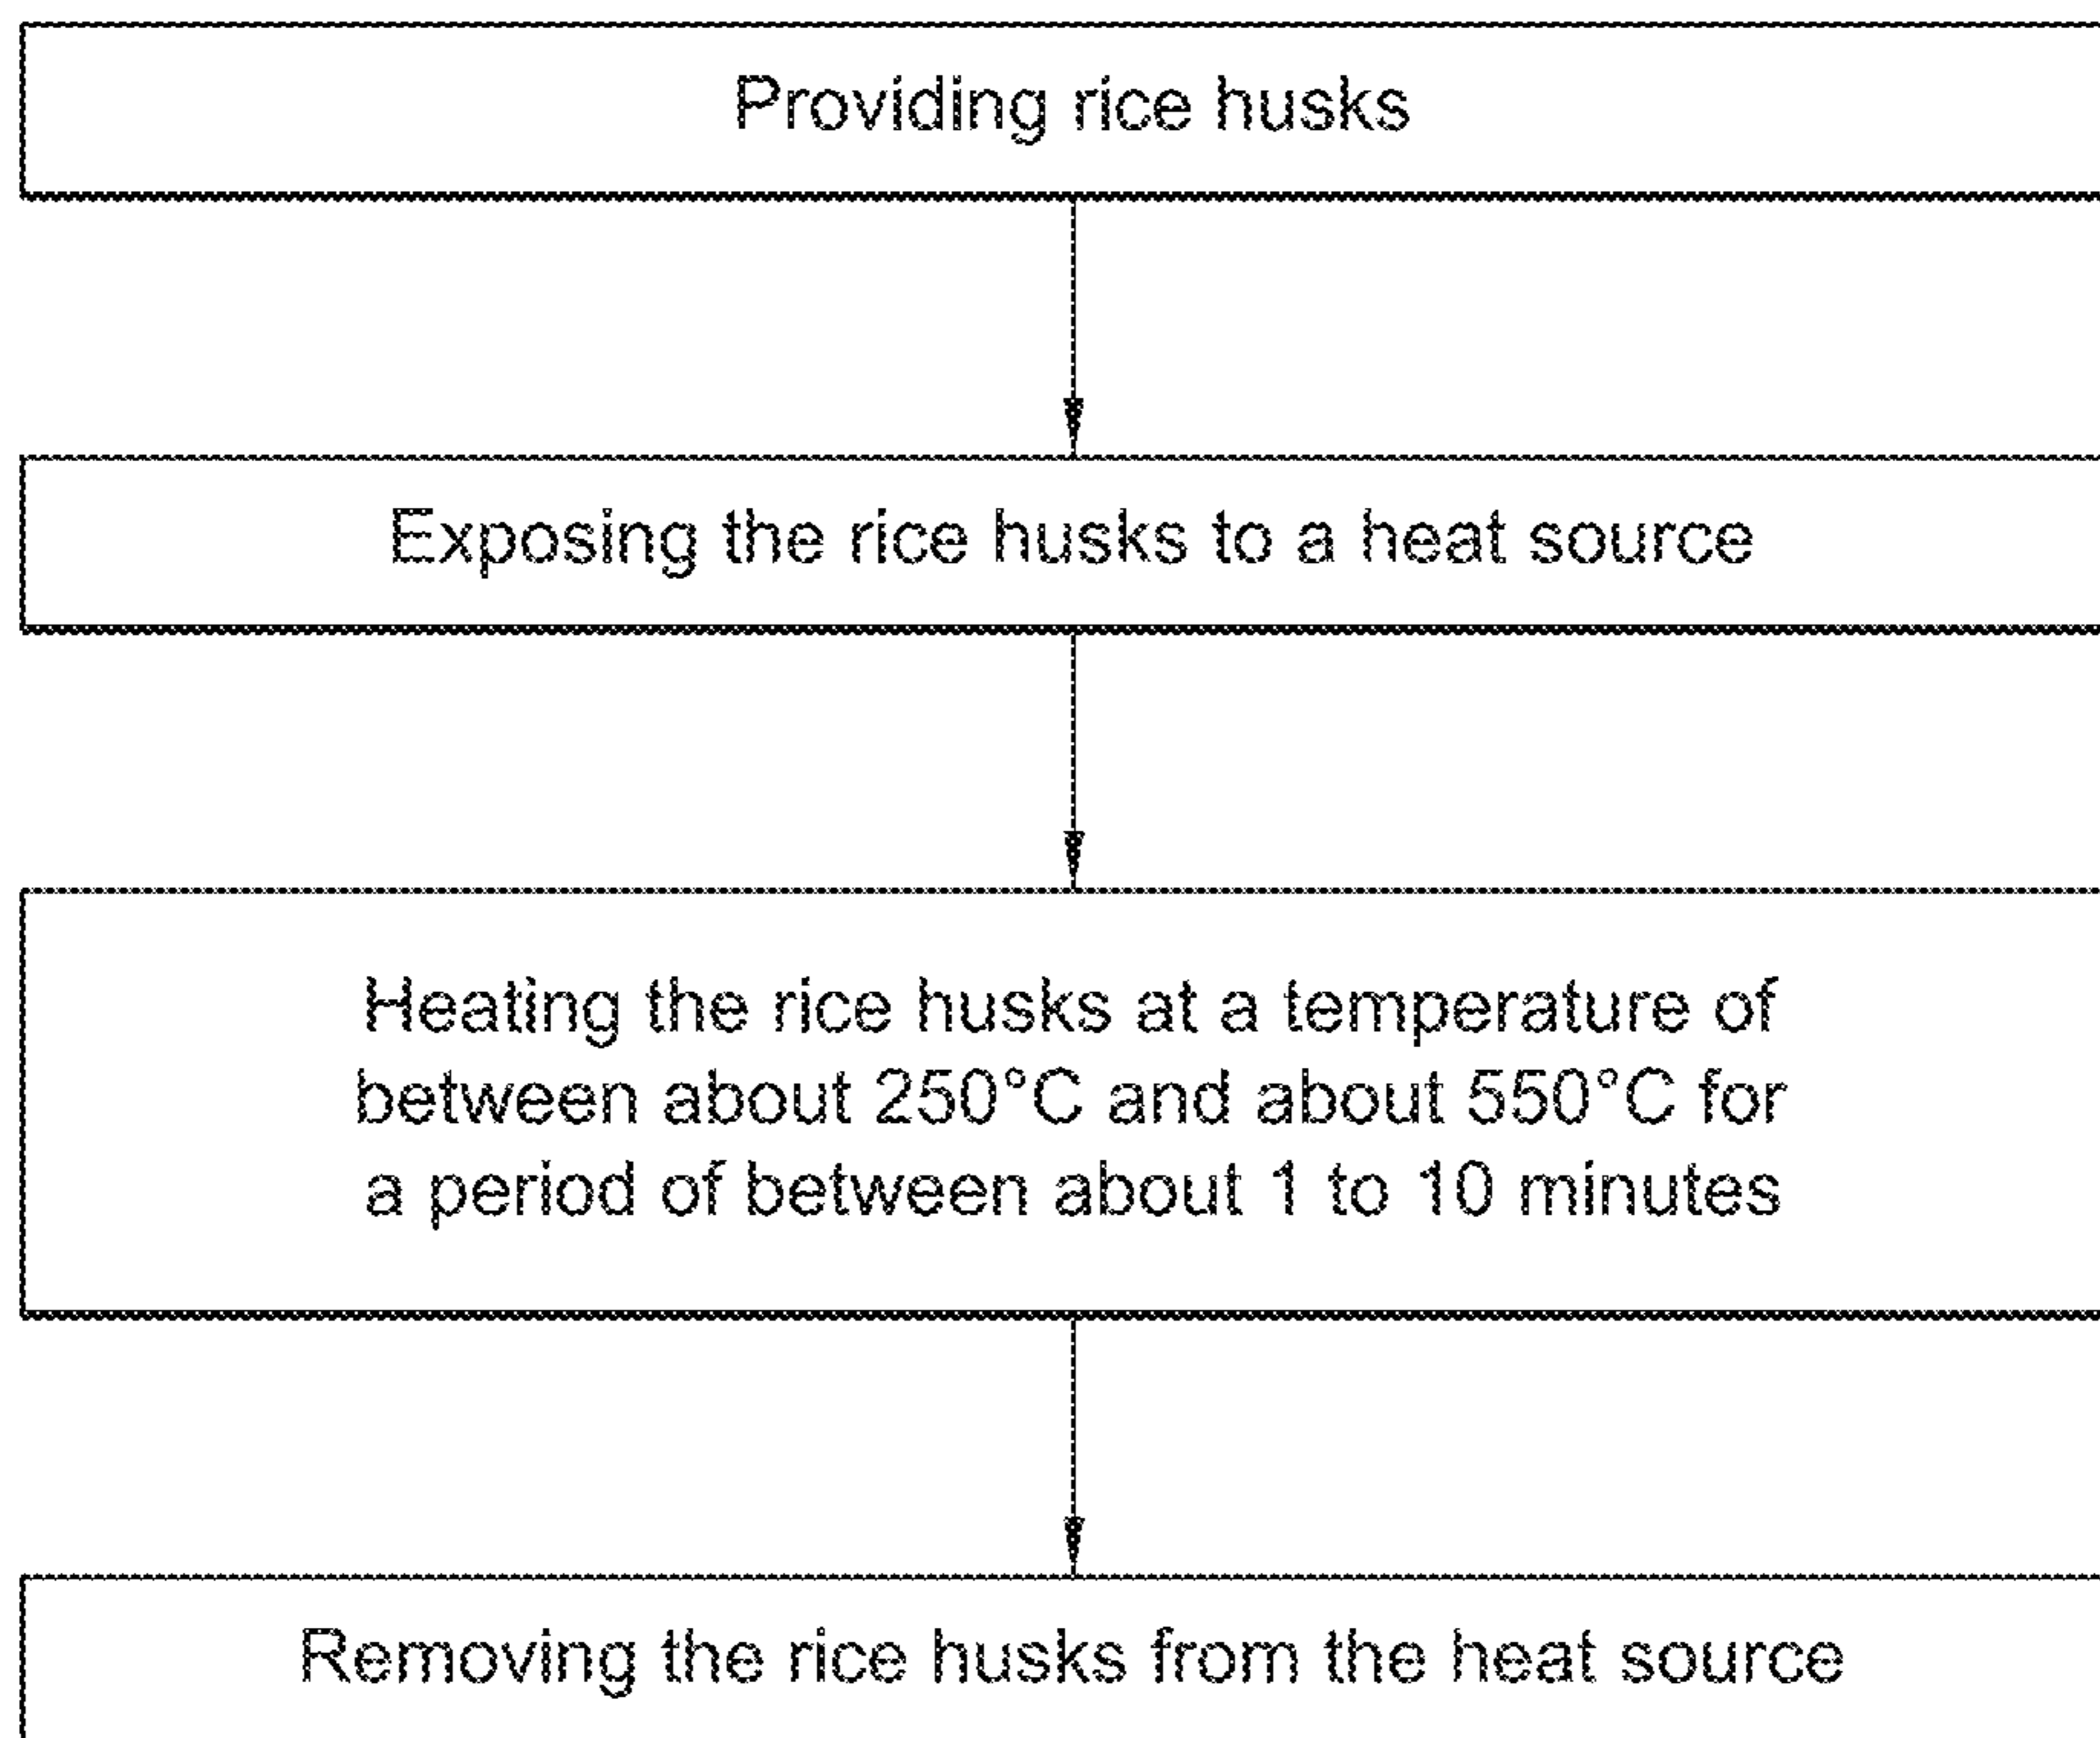 Providing rice husks
Exposing the rice husks to a heat source
Heating the rice husks at a temperature of
between about 250°C and about 550°C for
a period of between about 1 to 10 minutes
Removing the rice husks from the heat source